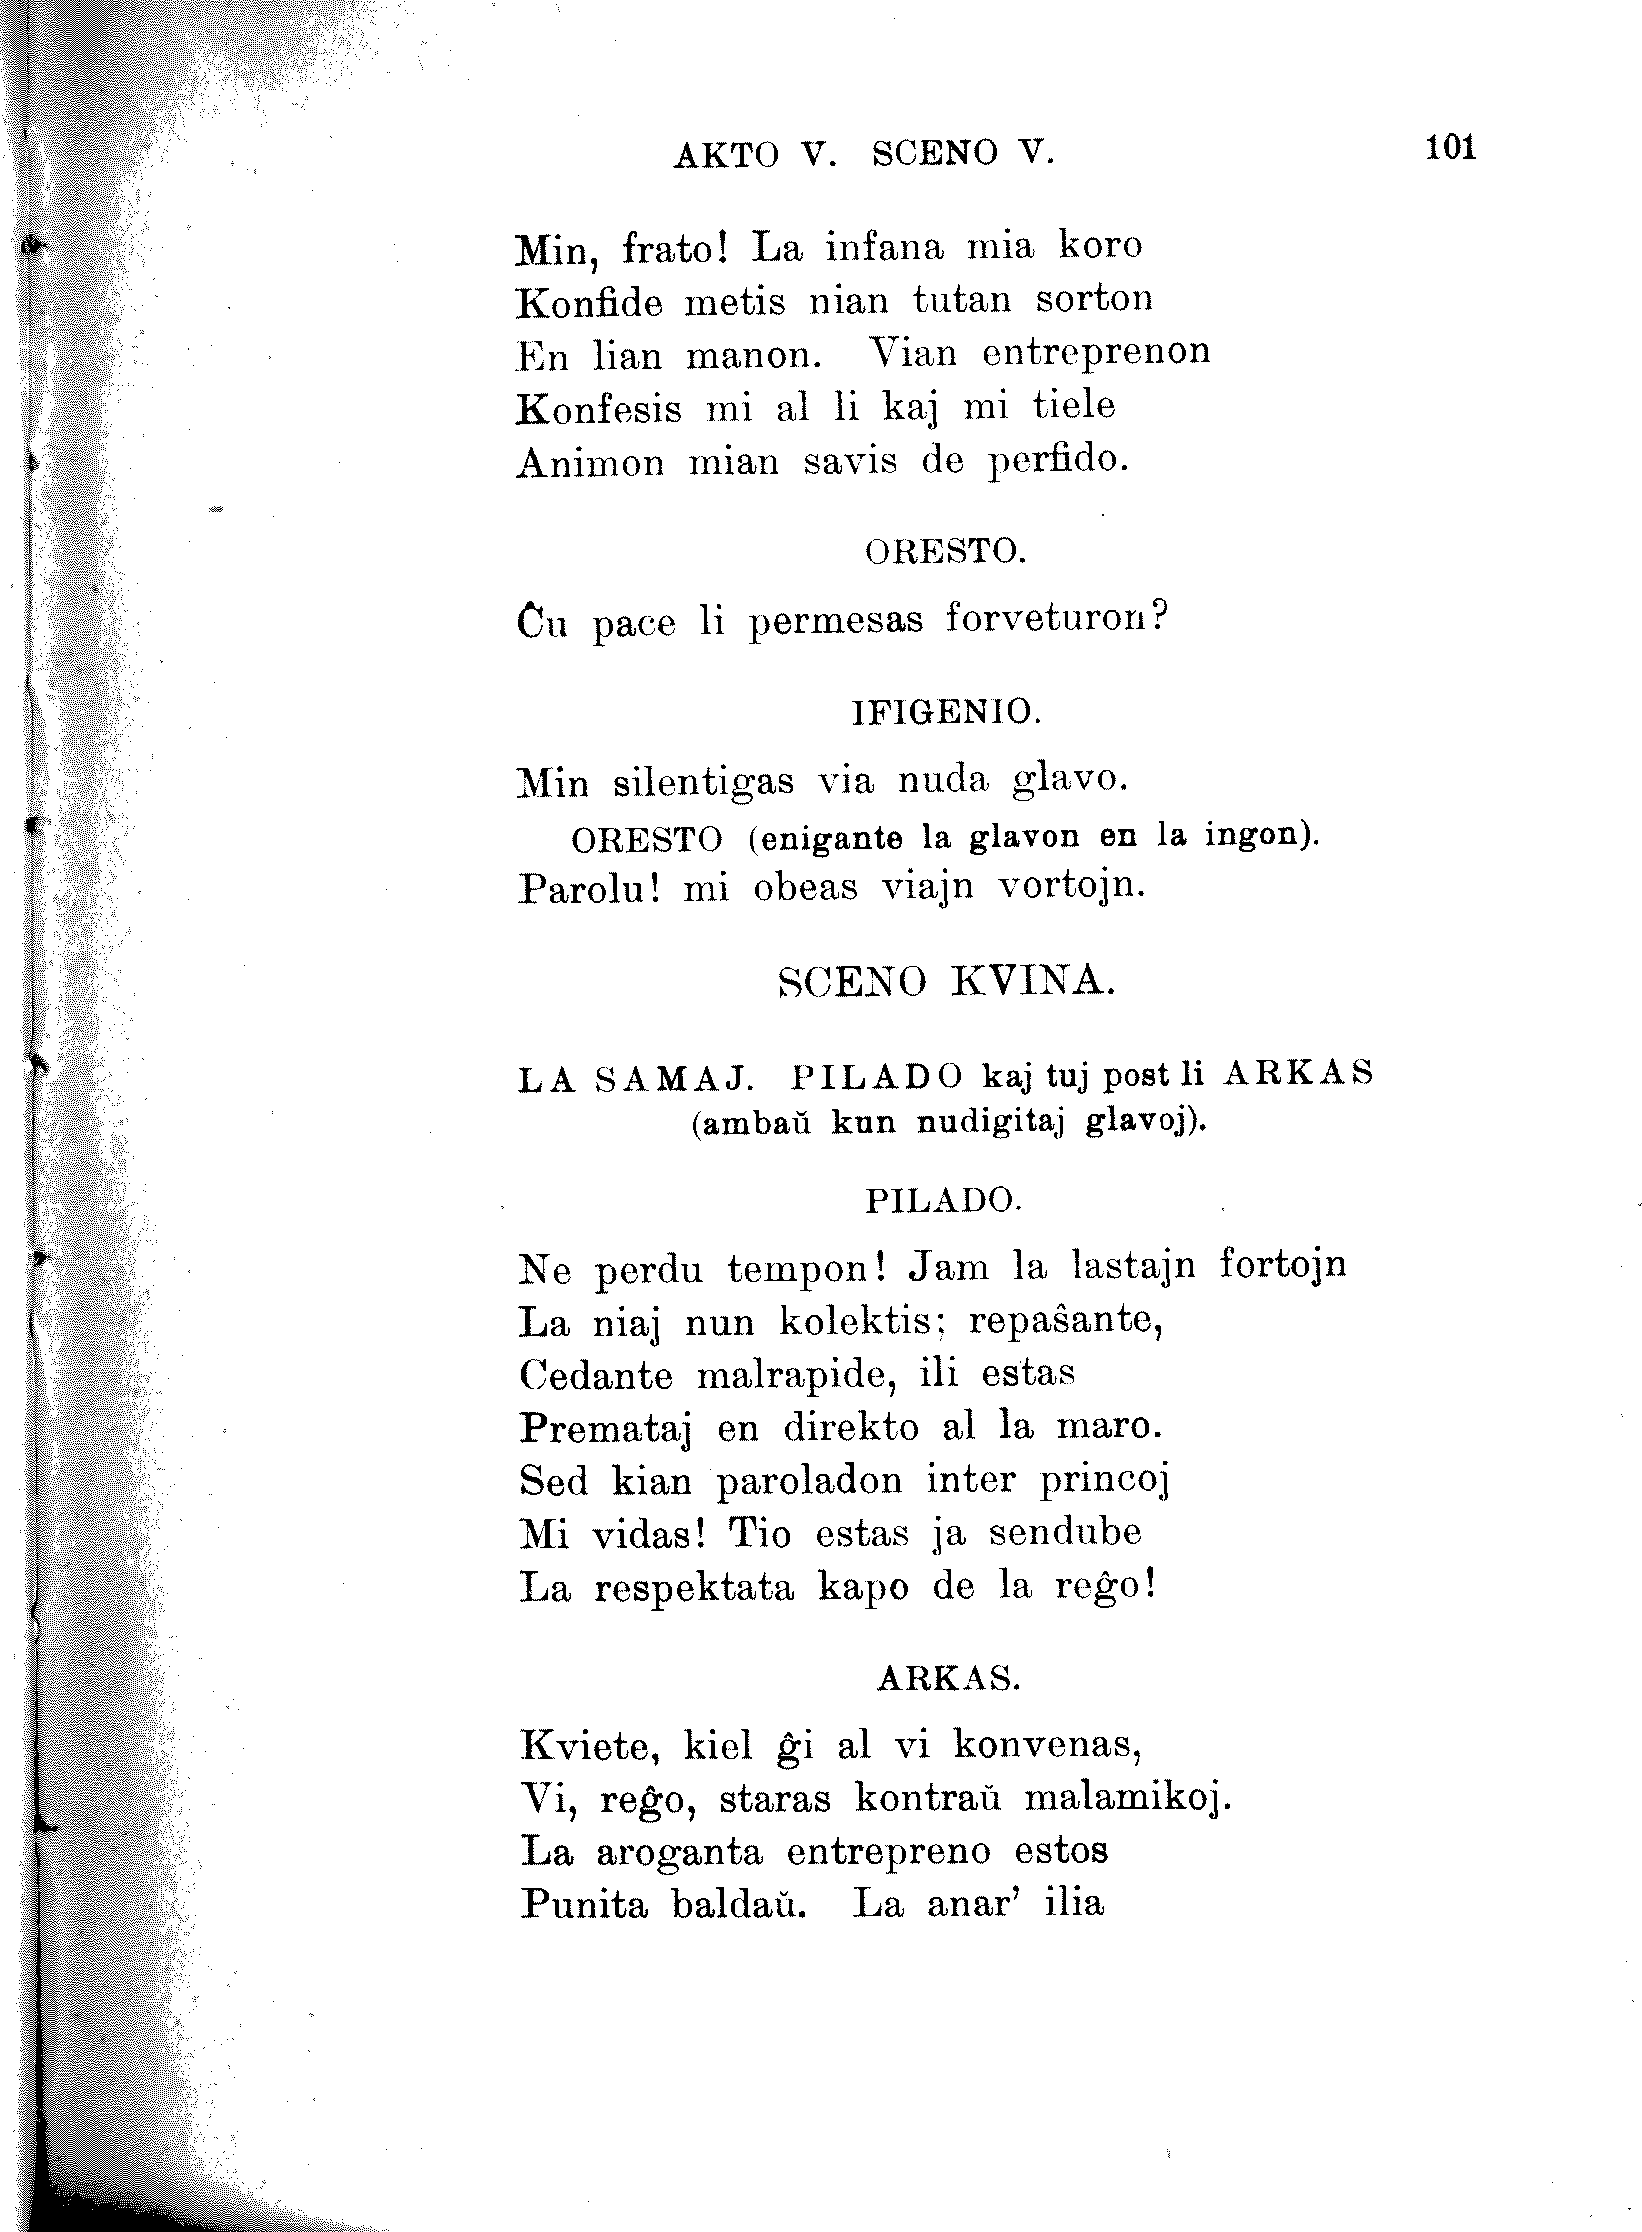 AKTO V. SCENO V. 101
Min, frato! La infana mia koro
Konfide metis nian tutan sorton
En lian manon. Vian entreprenon
Konfesis mi al li kaj mi tiele
Animon mian savis de perfido.
ORESTO.
Ĉu pace li permesas forveturon?
IFIGENIO.
Min silentigas via nuda glavo.
ORESTO (enigante la glavon en la ingon).
Parolu! mi obeas viajn vortojn.
SCENO KVINA.
LA SAMAJ. PILADO kaj tuj post li ARKAS
(ambaŭ kun nudigitaj glavoj).
PILADO.
Ne perdu tempon! Jam la lastajn fortojn
La niaj nun kolektis; repaŝante,
Cedante malrapide, ili estas
Premataj en direkto al la maro.
Sed kian paroladon inter princoj
Mi vidas! Tio estas ja sendube
La respektata kapo de la reĝo!
ARKAS.
Kviete, kiel ĝi al vi konvenas,
Vi, reĝo, staras kontraŭ malamikoj.
La aroganta entrepreno estos
Punita baldaŭ. La anar' ilia